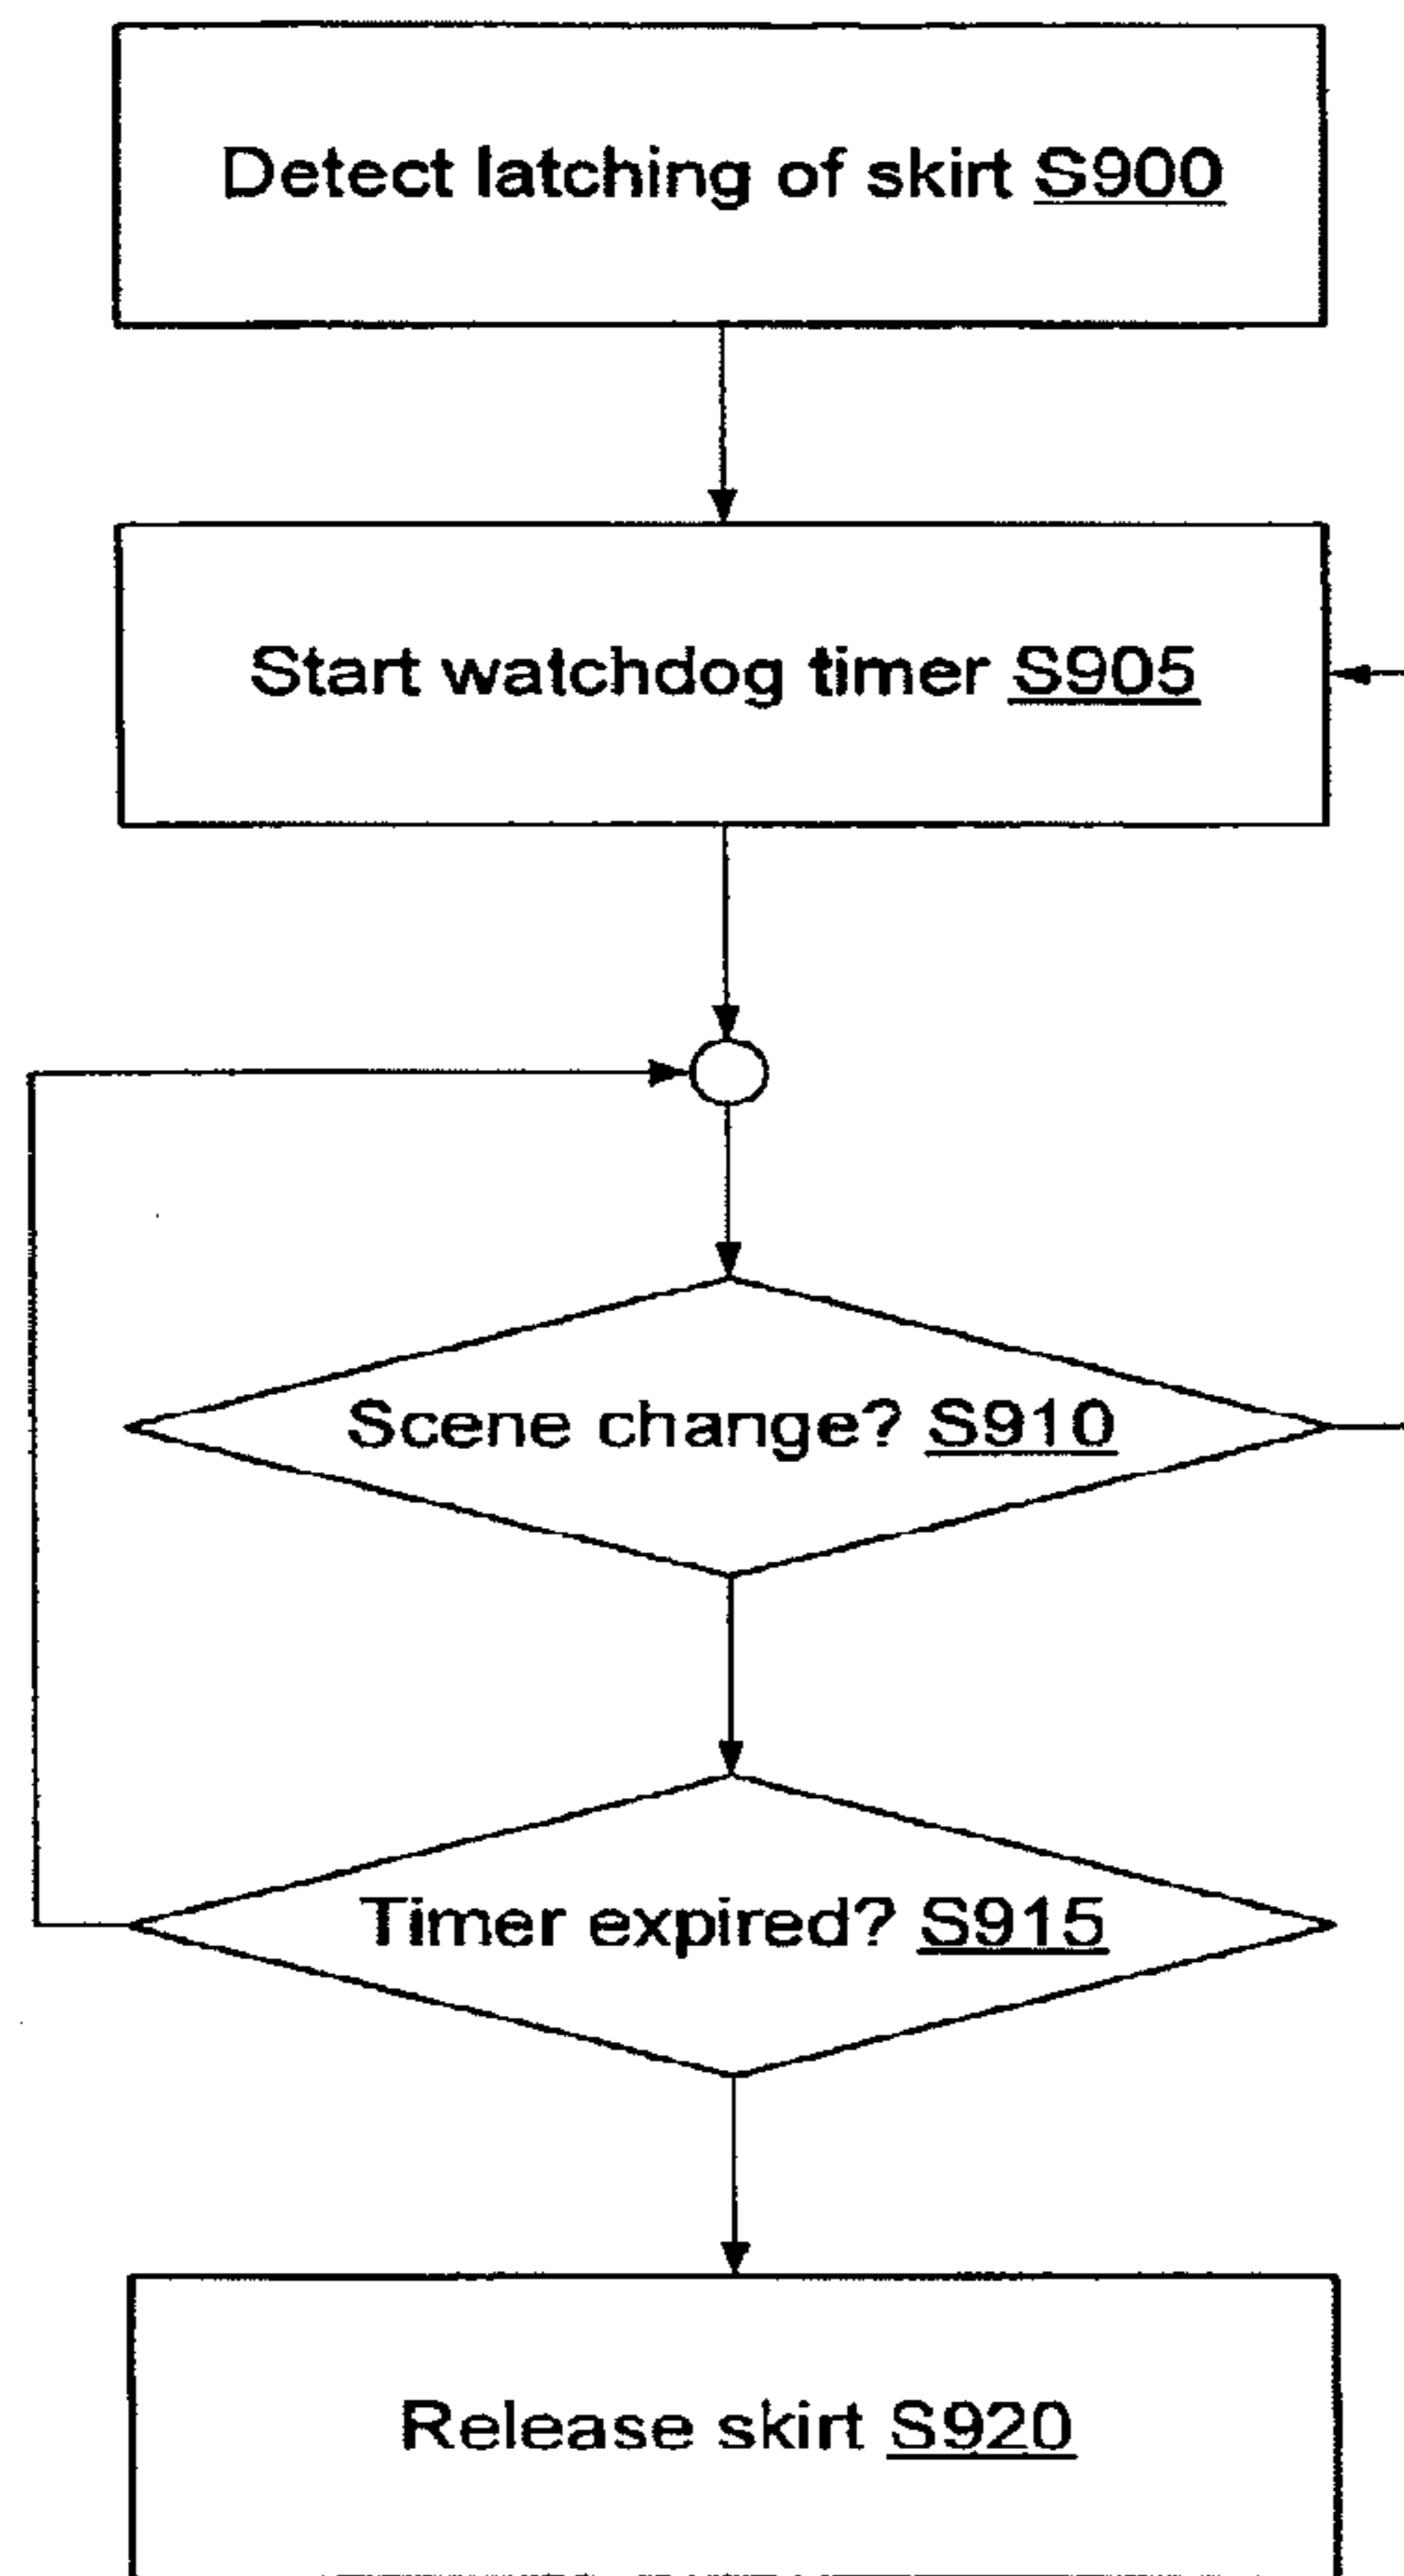 Detect latching of skirt S900
Start watchdog timer S905
Scene change? S910
Timer expired? S915
Release skirt S920